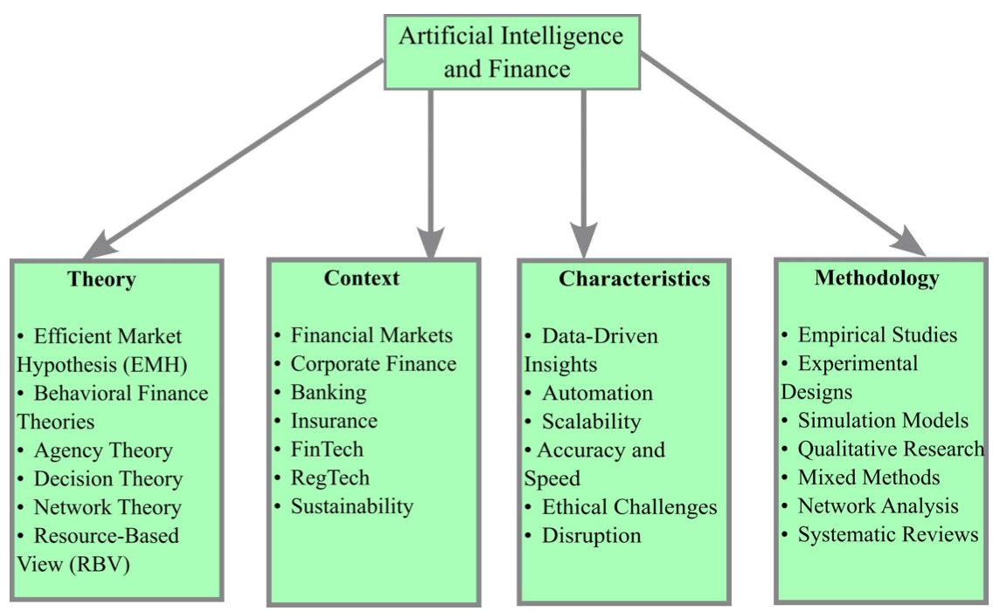 Artificial Intelligence
and Finance
Theory
• Efficient Market
Hypothesis (EMH)
• Behavioral Finance
Theories
• Agency Theory
• Decision Theory
• Network Theory
• Resource-Based
View (RBV)
Context
• Financial Markets
• Corporate Finance
• Banking
• Insurance
• FinTech
• RegTech
• Sustainability
Characteristics
• Data-Driven
Insights
• Automation
• Scalability
• Accuracy and
Speed
• Ethical Challenges
• Disruption
Methodology
• Empirical Studies
• Experimental
Designs
• Simulation Models
• Qualitative Research
• Mixed Methods
• Network Analysis
• Systematic Reviews